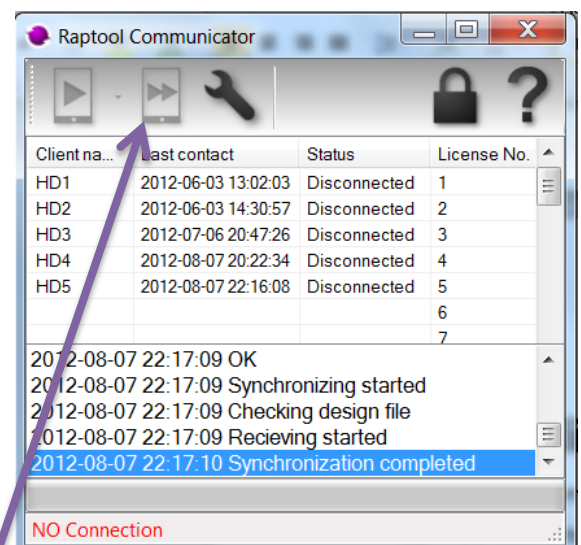 Raptool Communicator
Client na... Last contact Status License No.
HD1 2012-06-03 13:02:03 Disconnected 1
HD2 2012-06-03 14:30:57 Disconnected 2
HD3 2012-07-06 20:47:26 Disconnected 3
HD4 2012-08-07 20:22:34 Disconnected 4
HD5 2012-08-07 22:16:08 Disconnected 5
6
7
2012-08-07 22:17:09 OK
2012-08-07 22:17:09 Synchronizing started
2012-08-07 22:17:09 Checking design file
2012-08-07 22:17:09 Recieving started
2012-08-07 22:17:10 Synchronization completed
NO Connection